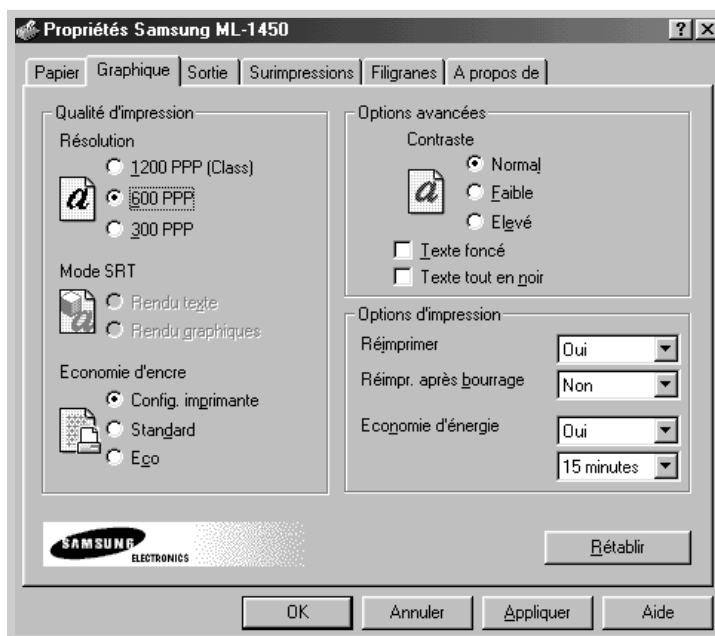 Propriétés Samsung ML-1450
Papier Graphique Sortie Surimpressions Filigranes A propos de
Qualité d'impression
Résolution
1200 PPP (Class)
600 PPP
300 PPP
Mode SRT
Rendu texte
Rendu graphiques
Economie d'encre
Config. imprimante
Standard
Eco
Options avancées
Contraste
Normal
Faible
Elevé
Texte foncé
Texte tout en noir
Options d'impression
Réimprimer Oui
Réimpr. après bourrage Non
Economie d'énergie Oui
15 minutes
SAMSUNG
ELECTRONICS
Rétablir
OK Annuler Appliquer Aide